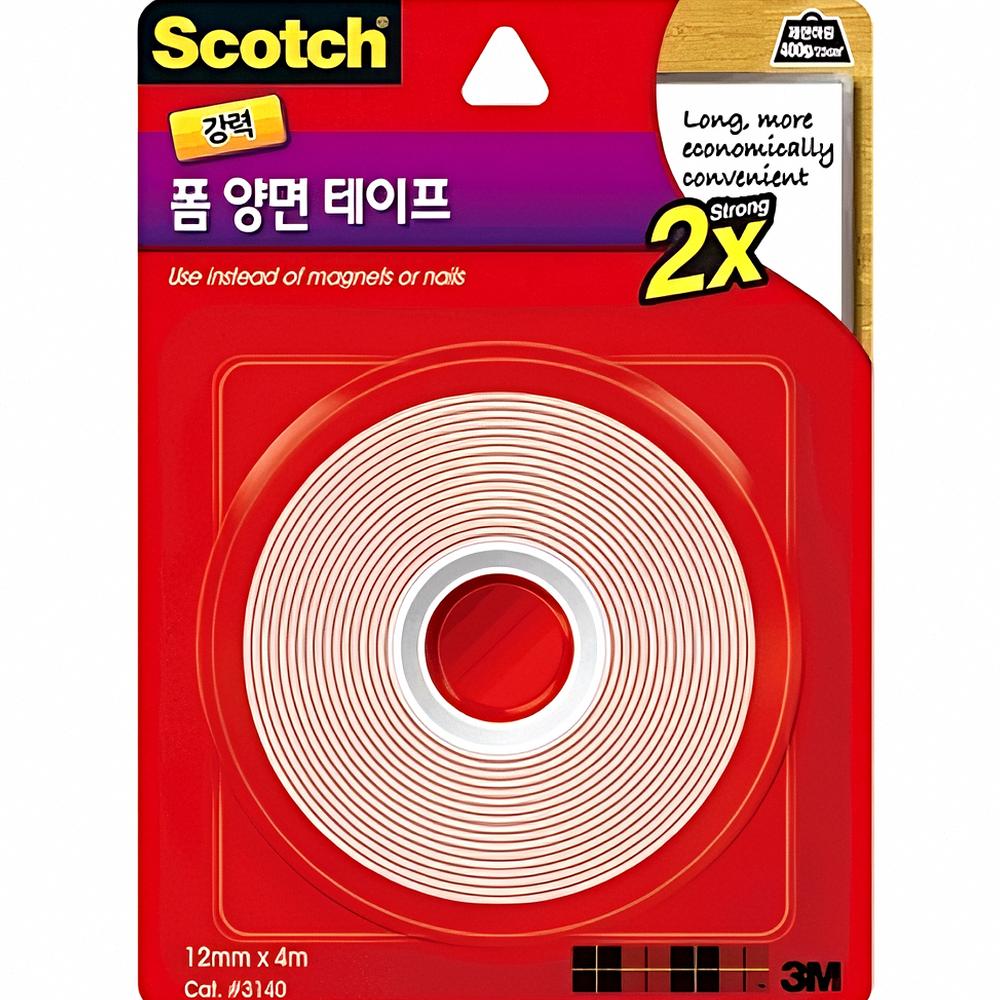 Scotch
강력
폼 양면 테이프
Use instead of magnets or nails
400g
Long, more
economically
convenient
Strong
2x
12mm x 4m
Cat. #3140
3M